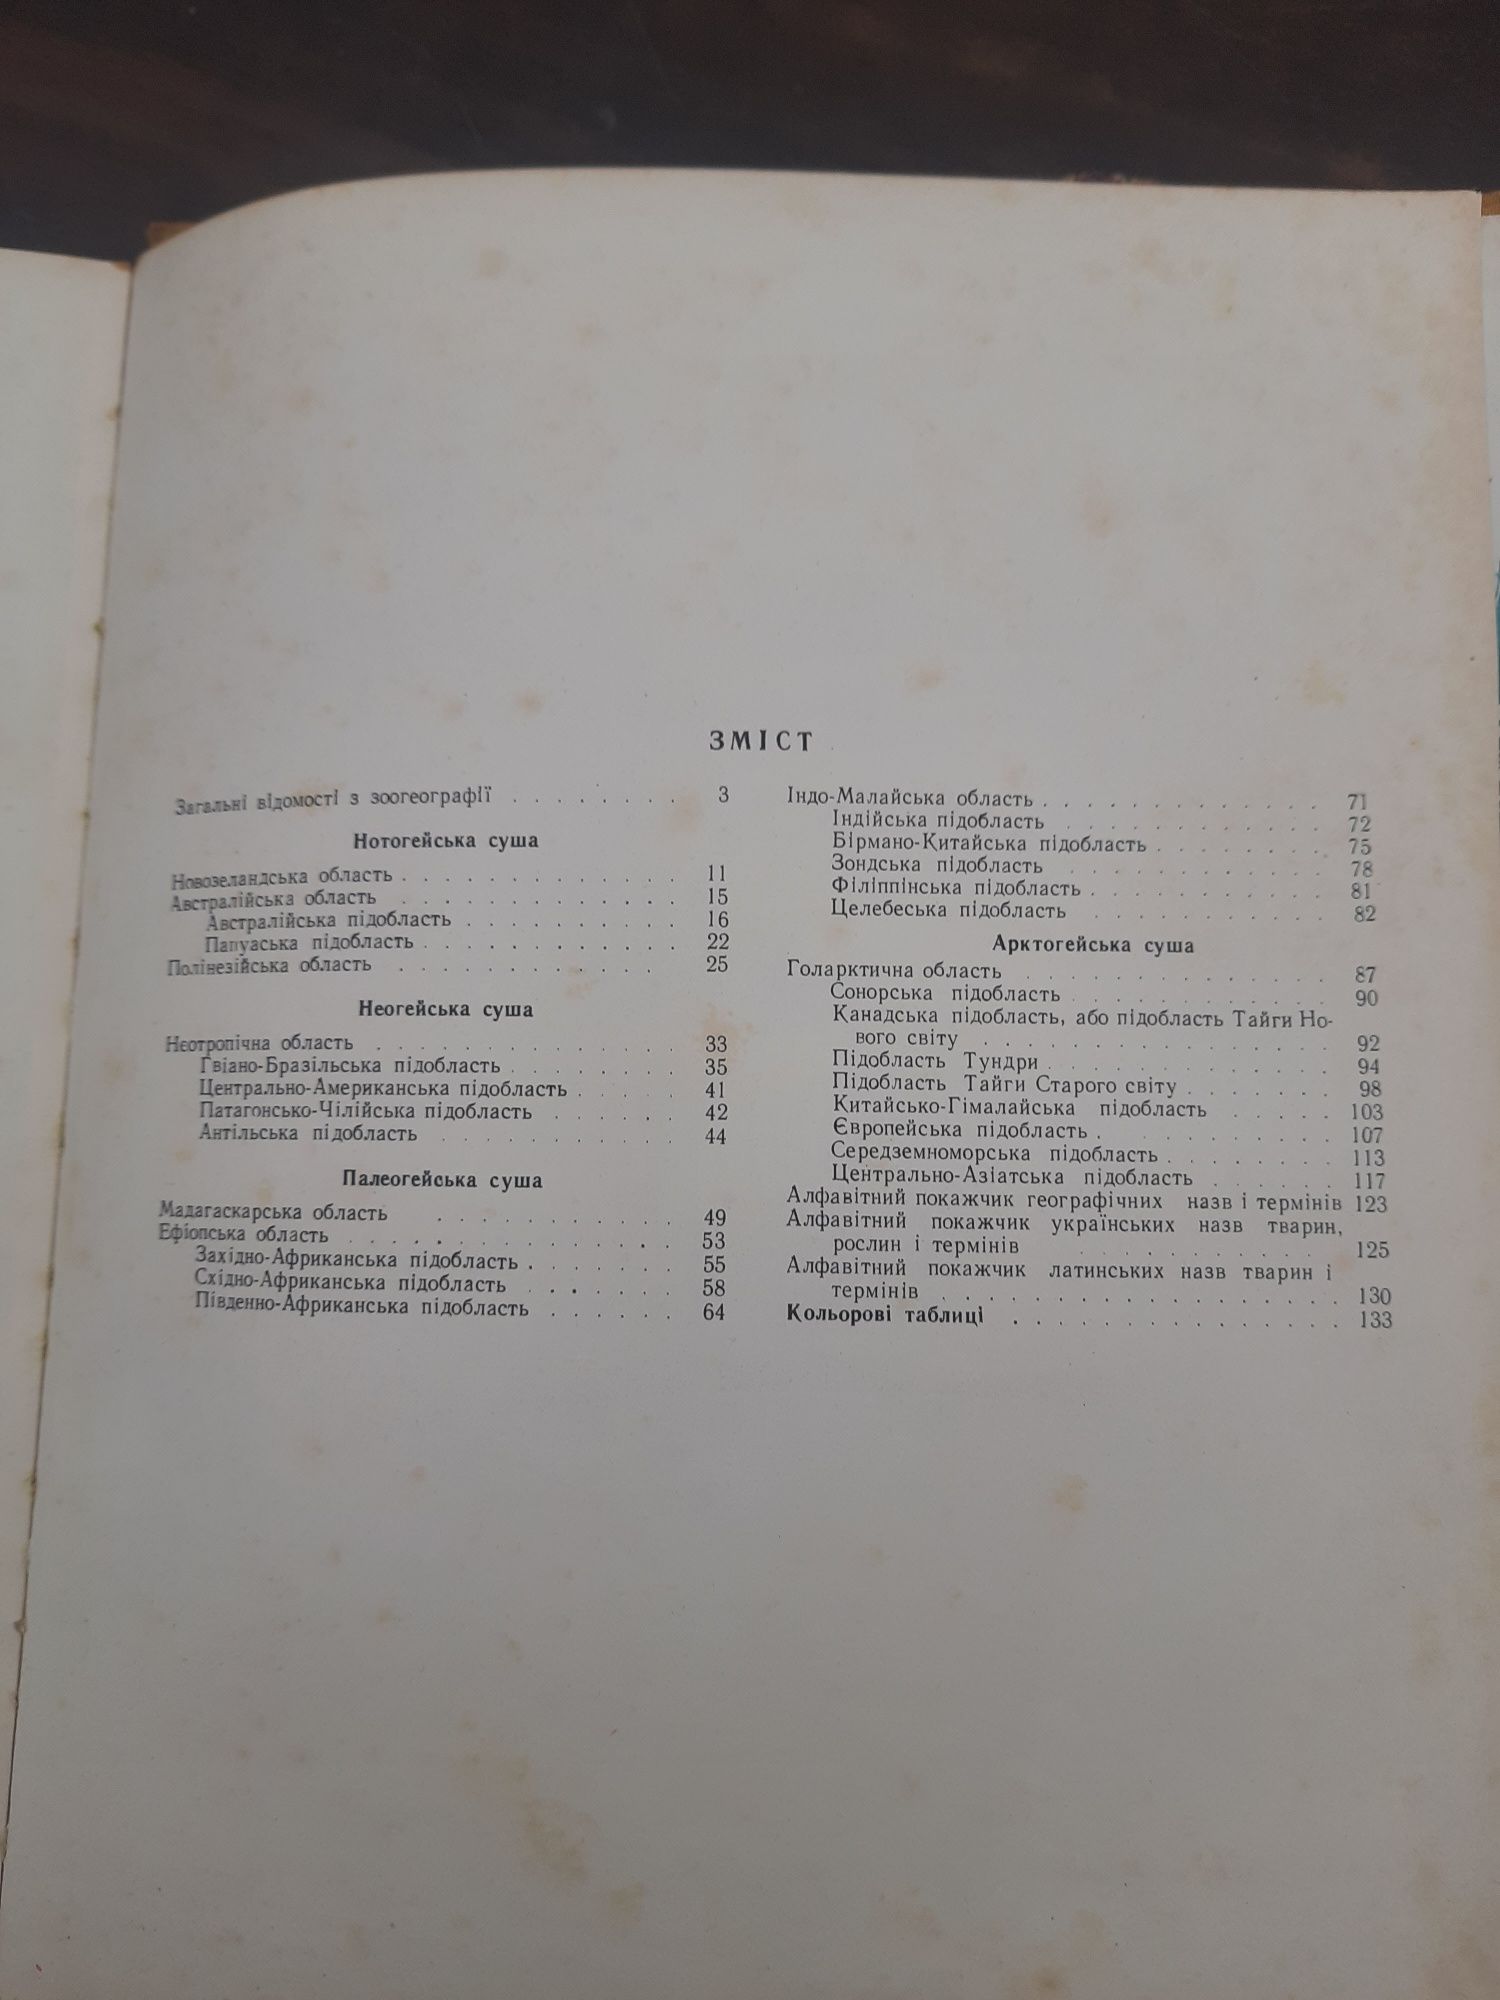 ЗМІСТ
Загальні відомості з зоогеографії . . . . . . . . 3
Нотогейська суша
Новозеландська область . . . . . . . . . . . . . 11
Австралійська область . . . . . . . . . . . . . 15
Австралійська підобласть . . . . . . . . . . 16
Папуаська підобласть . . . . . . . . . . . . 22
Полінезійська область . . . . . . . . . . . . 25
Неогейська суша
Неотропічна область . . . . . . . . . . . . . . 33
Гвіано-Бразільська підобласть . . . . . . . . 35
Центрально-Американська підобласть . . . . . 41
Патагонсько-Чілійська підобласть . . . . . . 42
Антільська підобласть . . . . . . . . . . . 44
Палеогейська суша
Мадагаскарська область . . . . . . . . . . . 49
Ефіопська область . . . . . . . . . . . . . . . 53
Західно-Африканська підобласть . . . . . . . 55
Східно-Африканська підобласть . . . . . . . 58
Південно-Африканська підобласть . . . . . . 64
Індо-Малайська область . . . . . . . . . . . . . 71
Індійська підобласть . . . . . . . . . . . . 72
Бірмано-Китайська підобласть . . . . . . . . 75
Зондська підобласть . . . . . . . . . . . . 78
Філіппінська підобласть . . . . . . . . . . . 81
Целебеська підобласть . . . . . . . . . . . 82
Арктогейська суша
Голарктична область . . . . . . . . . . . . . . 87
Сонорська підобласть . . . . . . . . . . . . 90
Канадська підобласть, або підобласть Тайги Но-
вого світу . . . . . . . . . . . . . . . . 92
Підобласть Тундри . . . . . . . . . . . . . 94
Підобласть Тайги Старого світу . . . . . . . 98
Китайсько-Гімалайська підобласть . . . . . 103
Європейська підобласть . . . . . . . . . . 107
Середземноморська підобласть . . . . . . . . 113
Центрально-Азіатська підобласть . . . . . . 117
Алфавітний покажчик географічних назв і термінів 123
Алфавітний покажчик українських назв тварин,
рослин і термінів . . . . . . . . . . . 125
Алфавітний покажчик латинських назв тварин і
термінів . . . . . . . . . . . . . . . . . . 130
Кольорові таблиці . . . . . . . . . . . . . . . 133